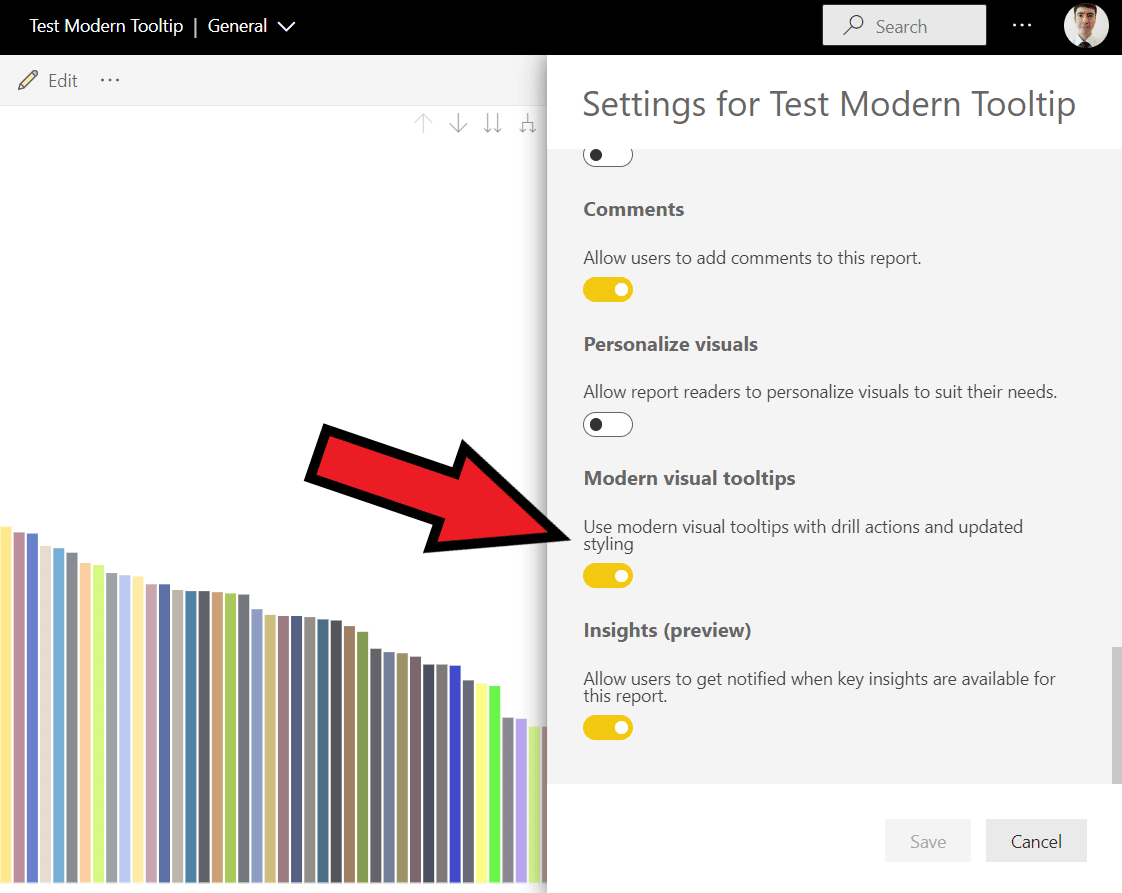 Test Modern Tooltip | General
Search
Edit
Settings for Test Modern Tooltip
Comments
Allow users to add comments to this report.
Personalize visuals
Allow report readers to personalize visuals to suit their needs.
Modern visual tooltips
Use modern visual tooltips with drill actions and updated
styling
Insights (preview)
Allow users to get notified when key insights are available for
this report.
Save
Cancel